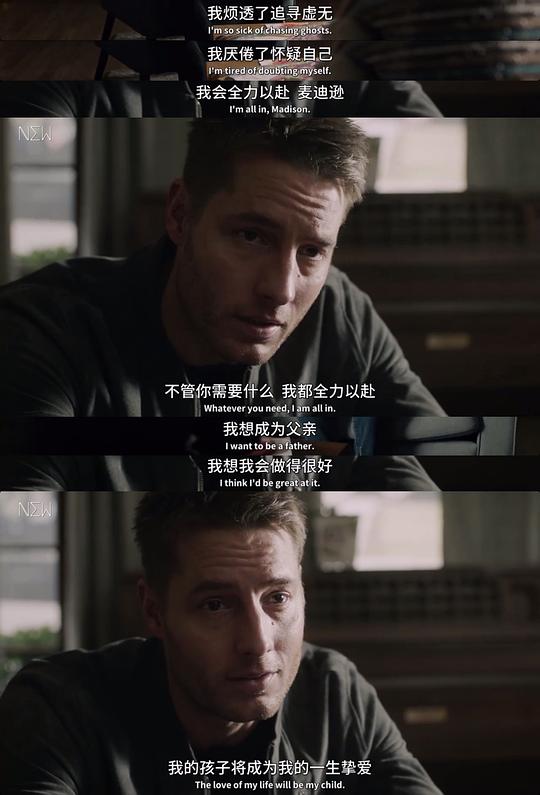 我烦透了追寻虚无
I'm so sick of chasing ghosts.
我厌倦了怀疑自己
I'm tired of doubting myself.
我会全力以赴 麦迪逊
I'm all in, Madison.
NEW
不管你需要什么 我都全力以赴
Whatever you need, I am all in.
我想成为父亲
I want to be a father.
我想我会做得很好
I think I'd be great at it.
NEW
我的孩子将成为我的一生挚爱
The love of my life will be my child.